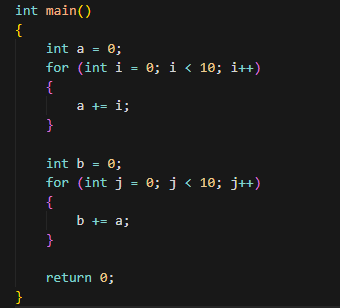 int main()
{
    int a = 0;
    for (int i = 0; i < 10; i++)
    {
        a += i;
    }

    int b = 0;
    for (int j = 0; j < 10; j++)
    {
        b += a;
    }

    return 0;
}